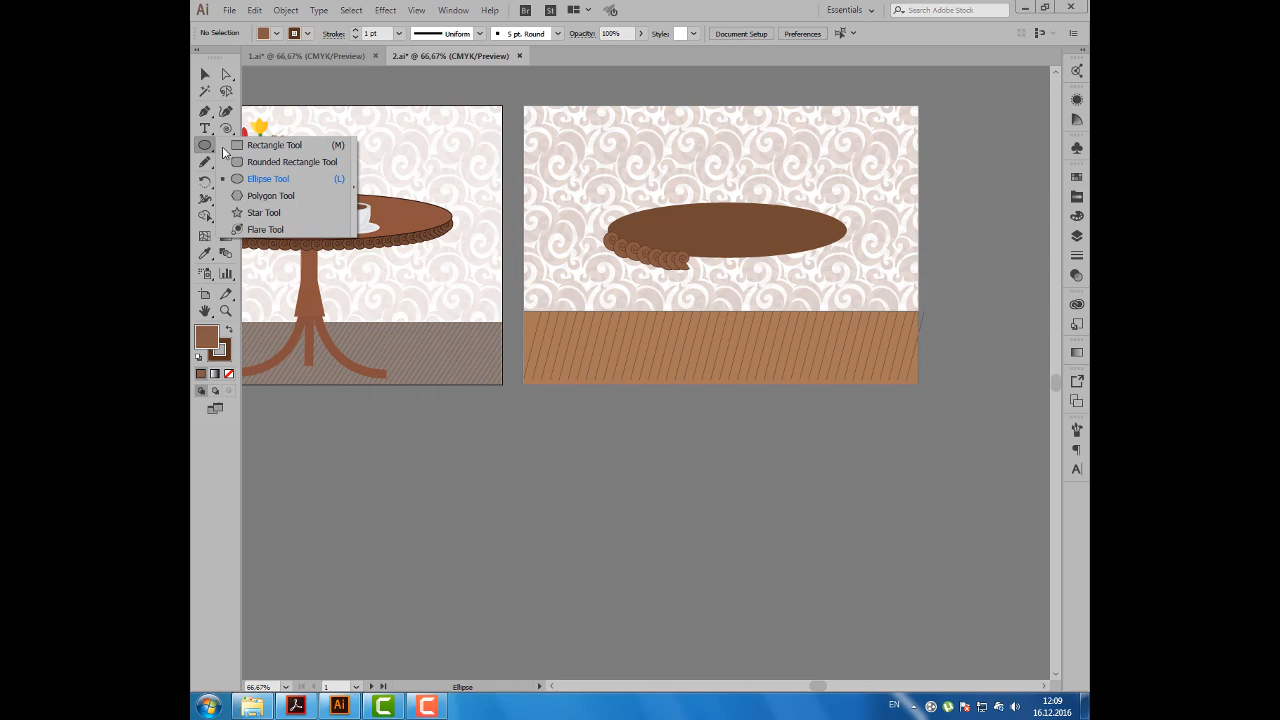 Ai File Edit Object Type Select Effect View Window Help Br St Essentials Search Adobe Stock
No Selection Stroke: 1 pt Uniform 5 pt. Round Opacity: 100% Style: Document Setup Preferences
1.ai* @ 66,67% (CMYK/Preview) × 2.ai* @ 66,67% (CMYK/Preview) ×
Rectangle Tool (M)
Rounded Rectangle Tool
Ellipse Tool (L)
Polygon Tool
Star Tool
Flare Tool
66,67% 1 Ellipse
Ai C C EN 12:09
16.12.2016